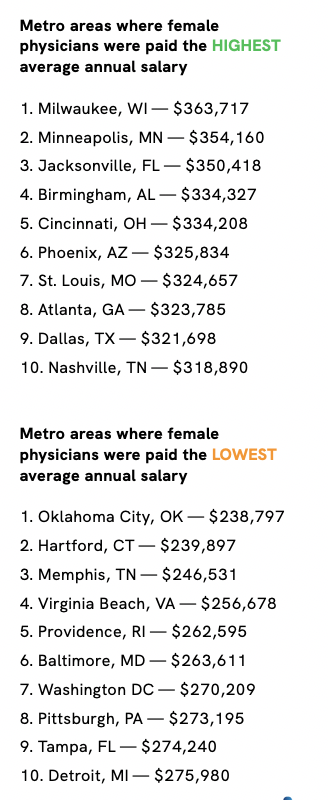 Metro areas where female
physicians were paid the HIGHEST
average annual salary
1. Milwaukee, WI — $363,717
2. Minneapolis, MN — $354,160
3. Jacksonville, FL — $350,418
4. Birmingham, AL — $334,327
5. Cincinnati, OH — $334,208
6. Phoenix, AZ — $325,834
7. St. Louis, MO — $324,657
8. Atlanta, GA — $323,785
9. Dallas, TX — $321,698
10. Nashville, TN — $318,890
Metro areas where female
physicians were paid the LOWEST
average annual salary
1. Oklahoma City, OK — $238,797
2. Hartford, CT — $239,897
3. Memphis, TN — $246,531
4. Virginia Beach, VA — $256,678
5. Providence, RI — $262,595
6. Baltimore, MD — $263,611
7. Washington DC — $270,209
8. Pittsburgh, PA — $273,195
9. Tampa, FL — $274,240
10. Detroit, MI — $275,980